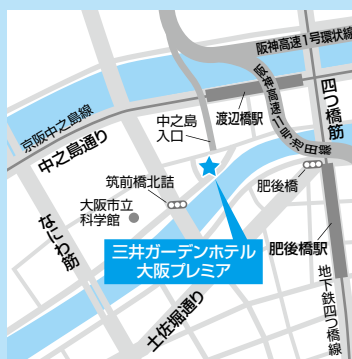 阪神高速1号環状線
京阪中之島線
中之島通り
渡辺橋駅
中之島
入口
阪神高速1号池田線
四つ橋筋
筑前橋北詰
肥後橋
大阪市立
科学館
なにわ筋
三井ガーデンホテル
大阪プレミア
肥後橋駅
土佐堀通り
地下鉄四つ橋線